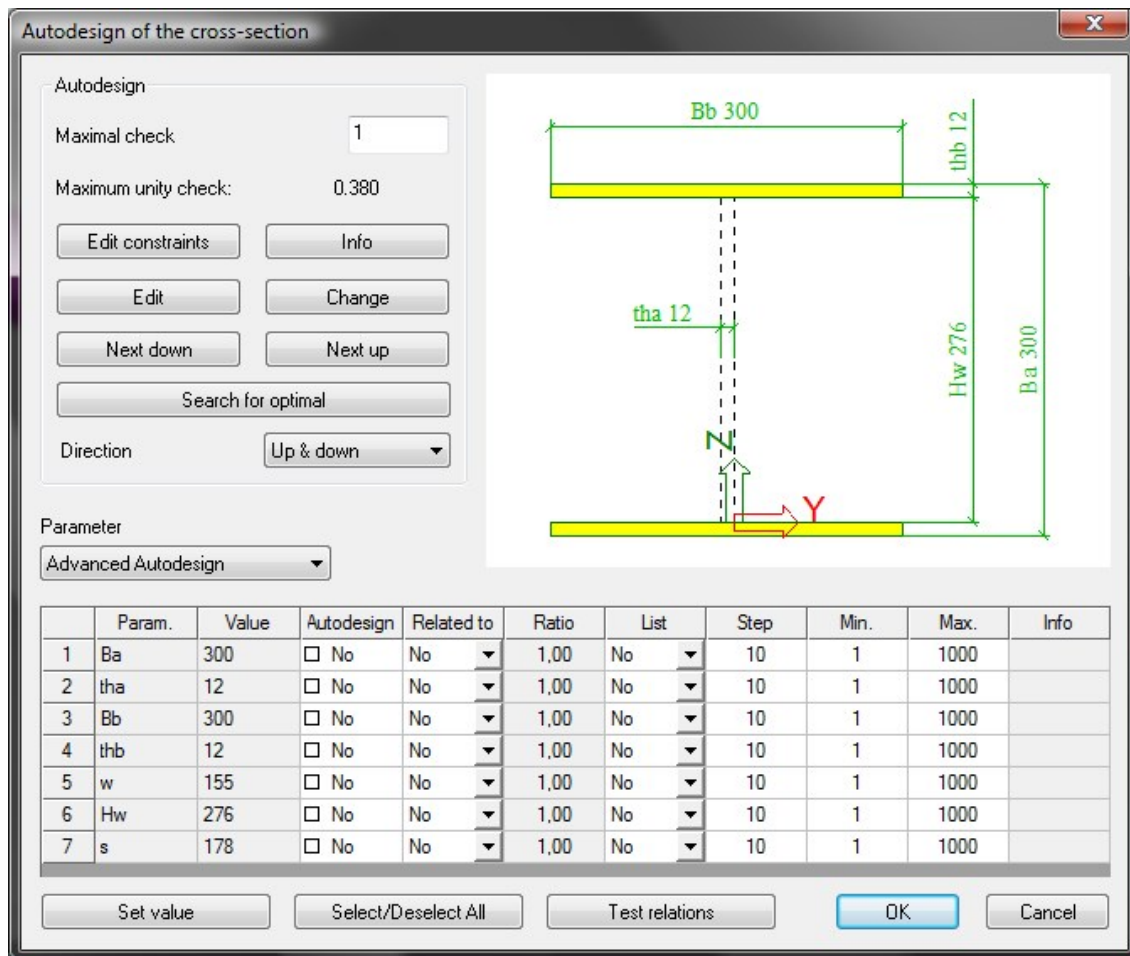 Autodesign of the cross-section
Autodesign
Maximal check 1
Maximum unity check: 0.380
Edit constraints Info
Edit Change
Next down Next up
Search for optimal
Direction Up & down
Bb 300
thb 12
tha 12
Hw 276
Ba 300
Z
Y
Parameter
Advanced Autodesign
Param. Value Autodesign Related to Ratio List Step Min. Max. Info
1 Ba 300 No No 1,00 No 10 1 1000
2 tha 12 No No 1,00 No 10 1 1000
3 Bb 300 No No 1,00 No 10 1 1000
4 thb 12 No No 1,00 No 10 1 1000
5 w 155 No No 1,00 No 10 1 1000
6 Hw 276 No No 1,00 No 10 1 1000
7 s 178 No No 1,00 No 10 1 1000
Set value Select/Deselect All Test relations OK Cancel